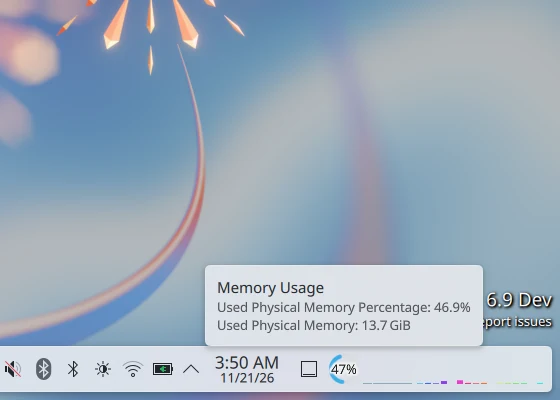 Memory Usage
Used Physical Memory Percentage: 46.9%
Used Physical Memory: 13.7 GiB
6.9 Dev
issues
3:50 AM
11/21/26
47%